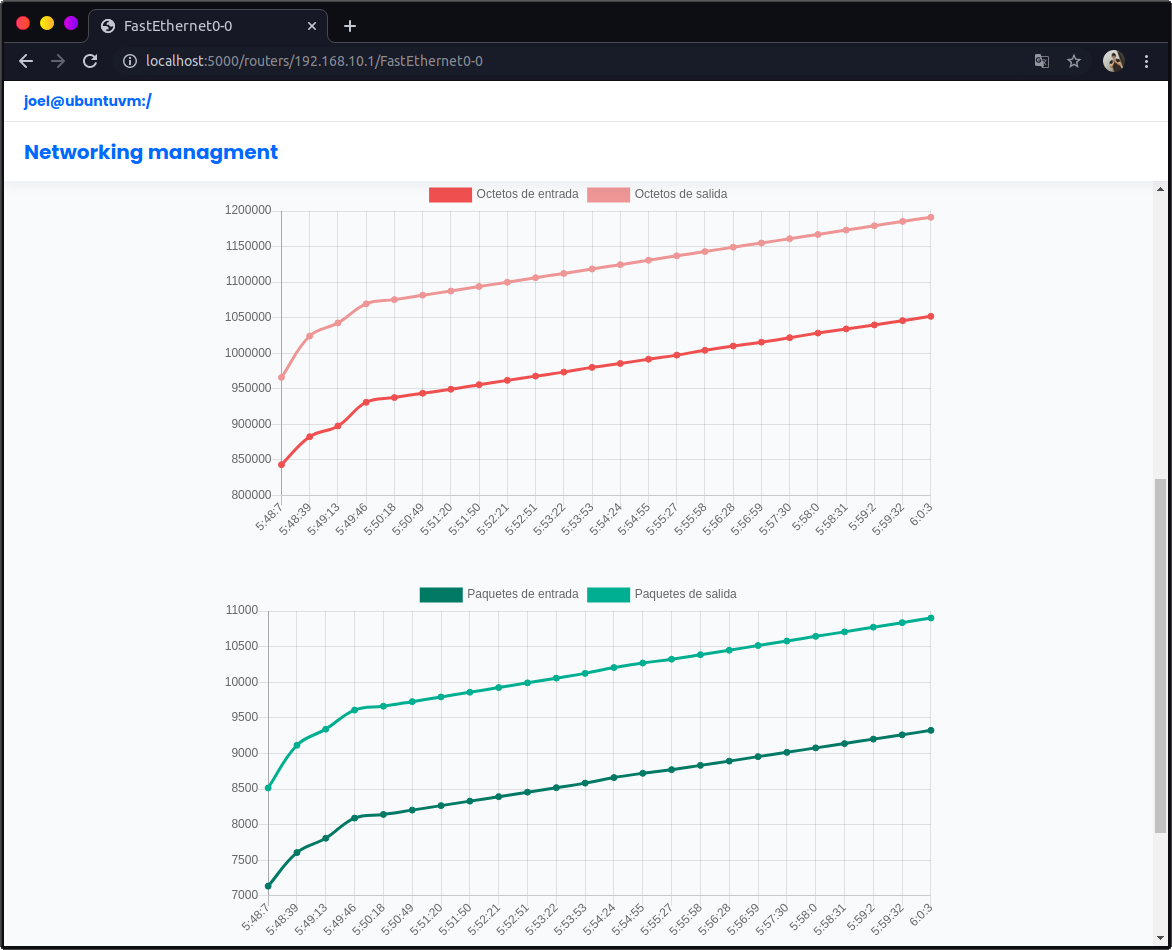 FastEthernet0-0
localhost:5000/routers/192.168.10.1/FastEthernet0-0
joel@ubuntuvm:/
Networking managment
Octetos de entrada Octetos de salida
1200000
1150000
1100000
1050000
1000000
950000
900000
850000
800000
5:48:7 5:48:39 5:49:13 5:49:46 5:50:18 5:50:49 5:51:20 5:51:50 5:52:21 5:52:51 5:53:22 5:53:53 5:54:24 5:54:55 5:55:27 5:55:58 5:56:28 5:56:59 5:57:30 5:58:0 5:58:31 5:59:2 5:59:32 6:0:3
Paquetes de entrada Paquetes de salida
11000
10500
10000
9500
9000
8500
8000
7500
7000
5:48:7 5:48:39 5:49:13 5:49:46 5:50:18 5:50:49 5:51:20 5:51:50 5:52:21 5:52:51 5:53:22 5:53:53 5:54:24 5:54:55 5:55:27 5:55:58 5:56:28 5:56:59 5:57:30 5:58:0 5:58:31 5:59:2 5:59:32 6:0:3